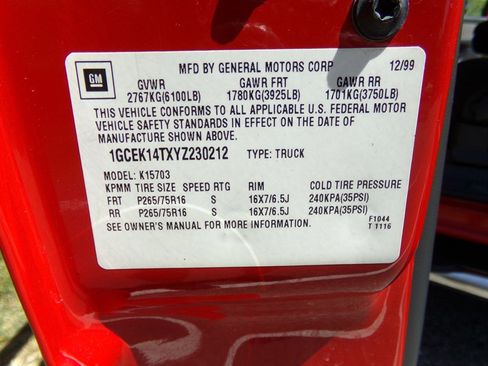 MFD BY GENERAL MOTORS CORP 12/99
GM
GVWR GAWR FRT GAWR RR
2767KG(6100LB) 1780KG(3925LB) 1701KG(3750LB)
THIS VEHICLE CONFORMS TO ALL APPLICABLE U.S. FEDERAL MOTOR
VEHICLE SAFETY STANDARDS IN EFFECT ON THE DATE OF
MANUFACTURE SHOWN ABOVE.
1GCEK14TXYZ230212 TYPE: TRUCK
MODEL: K15703
KPMM TIRE SIZE SPEED RTG RIM COLD TIRE PRESSURE
FRT P265/75R16 S 16X7/6.5J 240KPA(35PSI)
RR P265/75R16 S 16X7/6.5J 240KPA(35PSI)
SEE OWNER'S MANUAL FOR MORE INFORMATION. F1044
T 1116